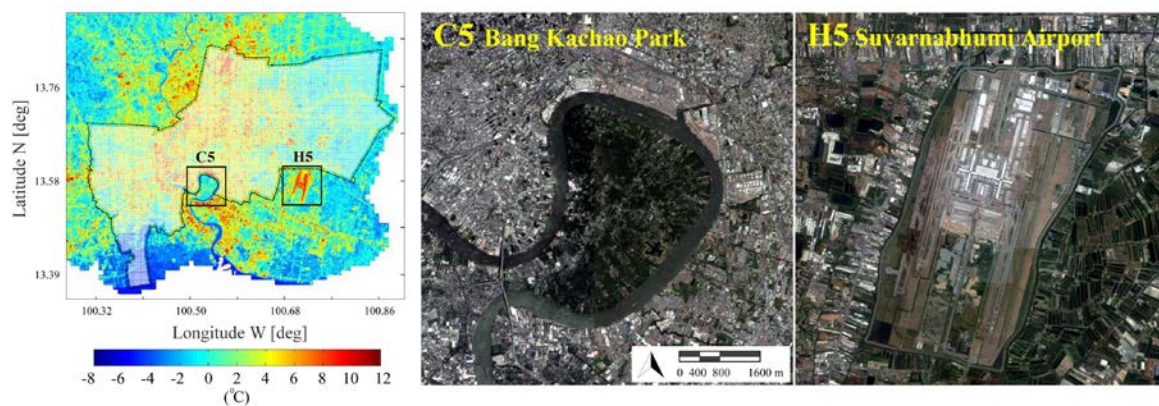 C5 Bang Kachao Park
H5 Suvarnabhumi Airport
Latitude N [deg]
13.76
13.58
13.39
C5
H5
100.32 100.50 100.68 100.86
Longitude W [deg]
-8 -6 -4 -2 0 2 4 6 8 10 12
(°C)
0 400 800 1600 m